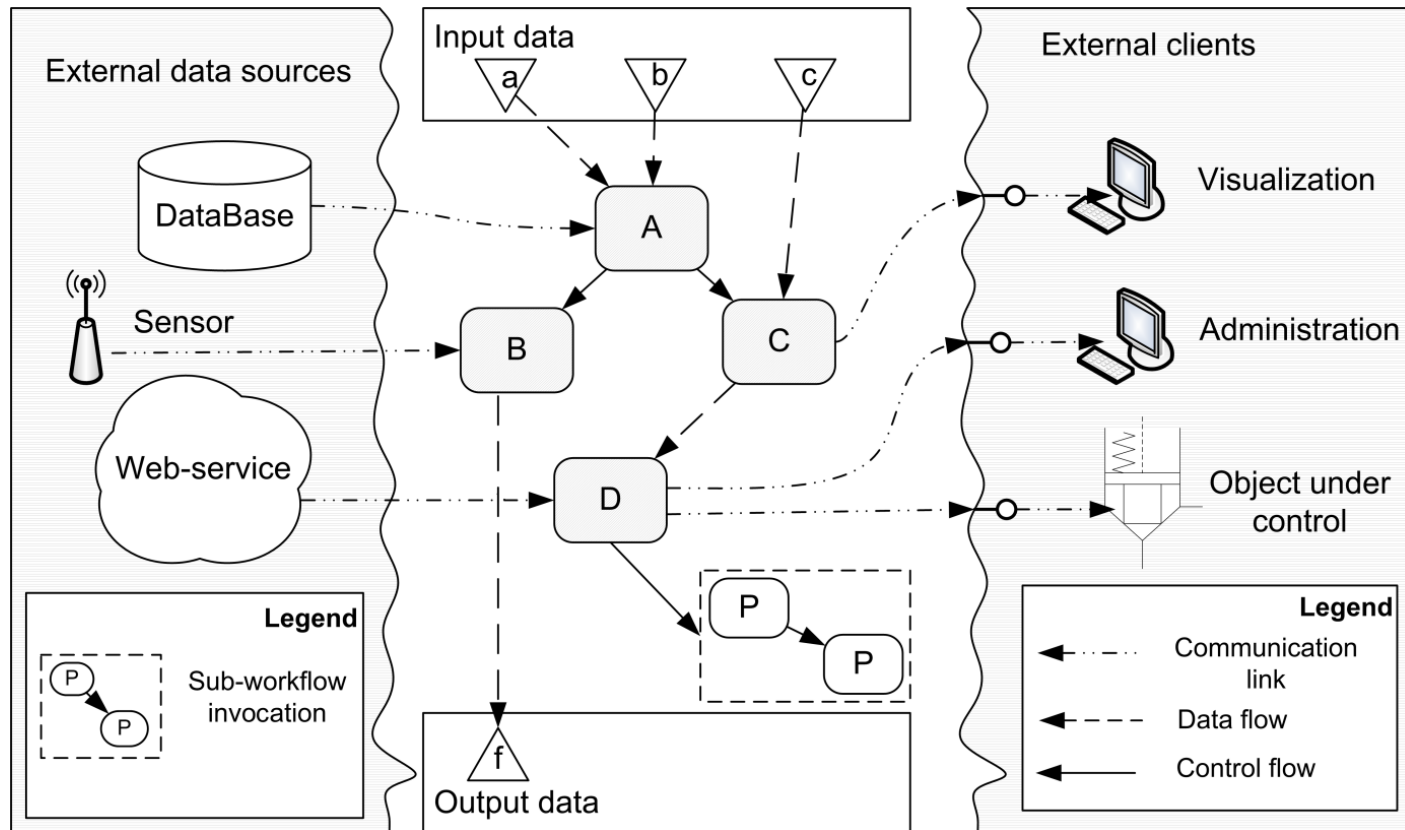 External data sources
DataBase
Sensor
Web-service
Legend
P
P
Sub-workflow
invocation
Input data
a
b
c
A
B
C
D
P
P
f
Output data
External clients
Visualization
Administration
Object under
control
Legend
Communication
link
Data flow
Control flow